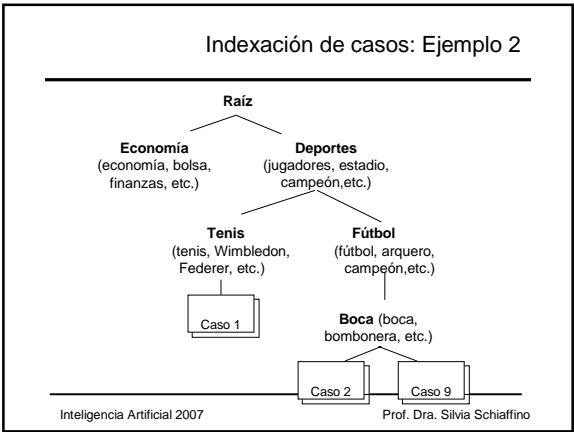 Indexación de casos: Ejemplo 2
Raíz
Economía
(economía, bolsa,
finanzas, etc.)
Deportes
(jugadores, estadio,
campeón,etc.)
Tenis
(tenis, Wimbledon,
Federer, etc.)
Fútbol
(fútbol, arquero,
campeón,etc.)
Caso 1
Boca (boca,
bombonera, etc.)
Caso 2
Caso 9
Inteligencia Artificial 2007
Prof. Dra. Silvia Schiaffino